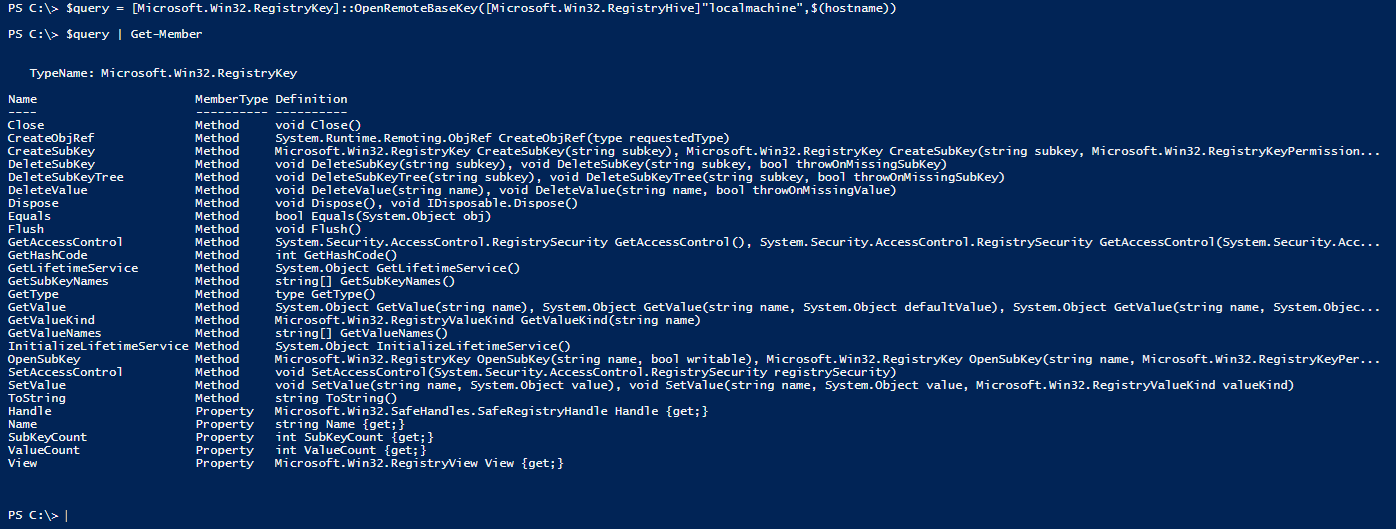 PS C:\> $query = [Microsoft.Win32.RegistryKey]::OpenRemoteBaseKey([Microsoft.Win32.RegistryHive]"localmachine",$(hostname))
PS C:\> $query | Get-Member
TypeName: Microsoft.Win32.RegistryKey
Name MemberType Definition
---- ---------- ----------
Close Method void Close()
CreateObjRef Method System.Runtime.Remoting.ObjRef CreateObjRef(type requestedType)
CreateSubKey Method Microsoft.Win32.RegistryKey CreateSubKey(string subkey), Microsoft.Win32.RegistryKey CreateSubKey(string subkey, Microsoft.Win32.RegistryKeyPermission...
DeleteSubKey Method void DeleteSubKey(string subkey), void DeleteSubKey(string subkey, bool throwOnMissingSubKey)
DeleteSubKeyTree Method void DeleteSubKeyTree(string subkey), void DeleteSubKeyTree(string subkey, bool throwOnMissingSubKey)
DeleteValue Method void DeleteValue(string name), void DeleteValue(string name, bool throwOnMissingValue)
Dispose Method void Dispose(), void IDisposable.Dispose()
Equals Method bool Equals(System.Object obj)
Flush Method void Flush()
GetAccessControl Method System.Security.AccessControl.RegistrySecurity GetAccessControl(), System.Security.AccessControl.RegistrySecurity GetAccessControl(System.Security.Acc...
GetHashCode Method int GetHashCode()
GetLifetimeService Method System.Object GetLifetimeService()
GetSubKeyNames Method string[] GetSubKeyNames()
GetType Method type GetType()
GetValue Method System.Object GetValue(string name), System.Object GetValue(string name, System.Object defaultValue), System.Object GetValue(string name, System.Objec...
GetValueKind Method Microsoft.Win32.RegistryValueKind GetValueKind(string name)
GetValueNames Method string[] GetValueNames()
InitializeLifetimeService Method System.Object InitializeLifetimeService()
OpenSubKey Method Microsoft.Win32.RegistryKey OpenSubKey(string name, bool writable), Microsoft.Win32.RegistryKey OpenSubKey(string name, Microsoft.Win32.RegistryKeyPer...
SetAccessControl Method void SetAccessControl(System.Security.AccessControl.RegistrySecurity registrySecurity)
SetValue Method void SetValue(string name, System.Object value), void SetValue(string name, System.Object value, Microsoft.Win32.RegistryValueKind valueKind)
ToString Method string ToString()
Handle Property Microsoft.Win32.SafeHandles.SafeRegistryHandle Handle {get;}
Name Property string Name {get;}
SubKeyCount Property int SubKeyCount {get;}
ValueCount Property int ValueCount {get;}
View Property Microsoft.Win32.RegistryView View {get;}
PS C:\>